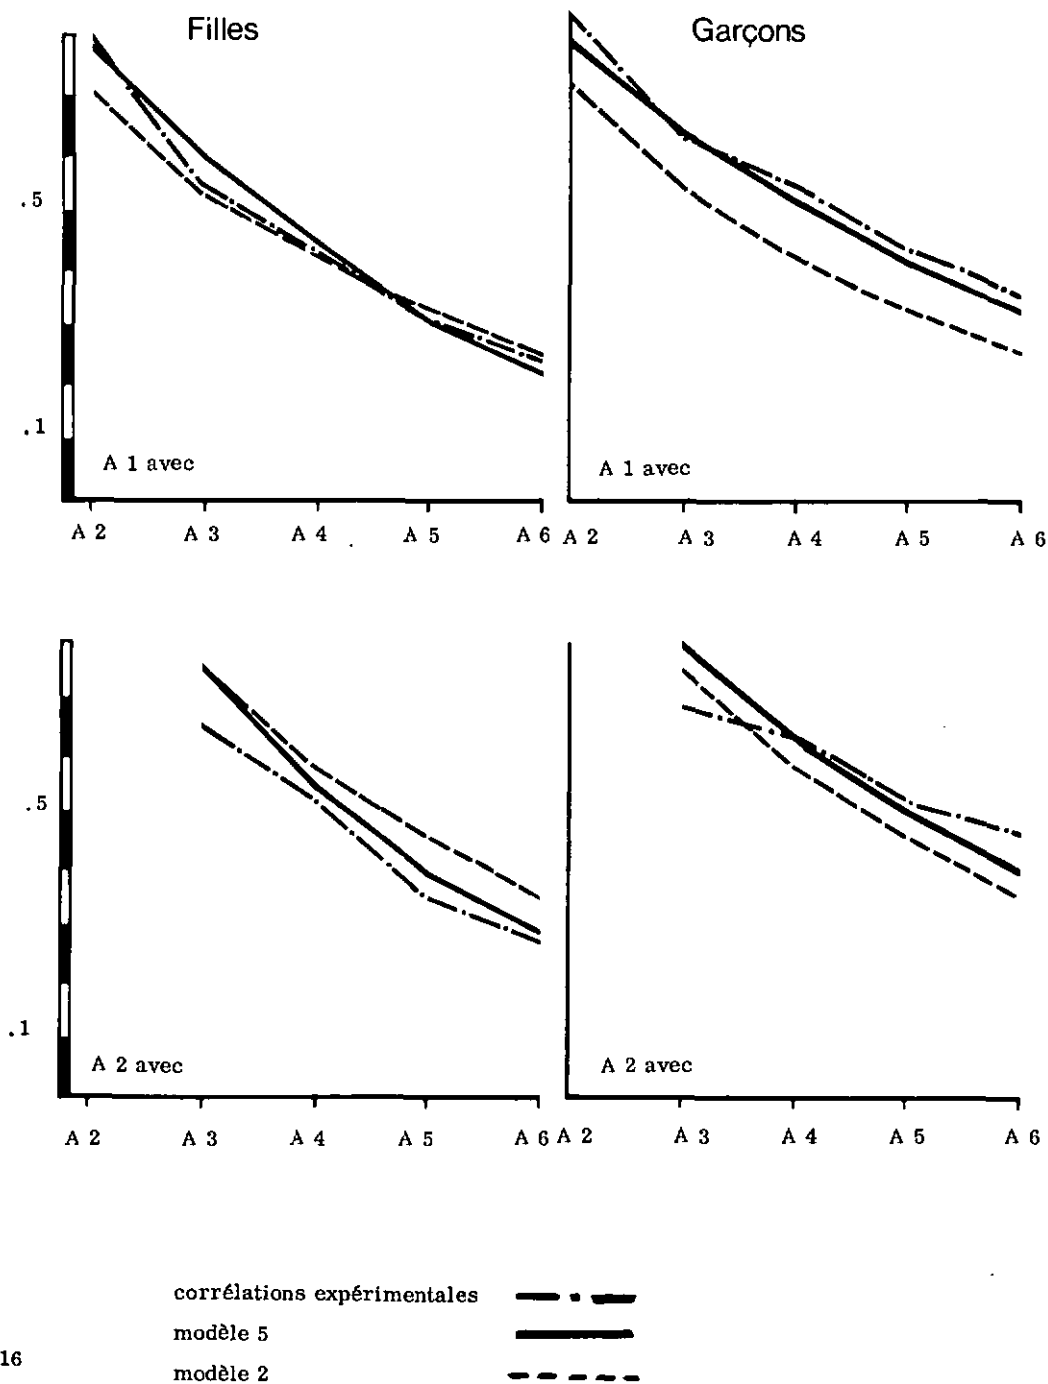 Filles
Garçons
.5
.1
A 1 avec
A 1 avec
A 2 A 3 A 4 A 5 A 6 A 2 A 3 A 4 A 5 A 6
.5
.1
A 2 avec
A 2 avec
A 2 A 3 A 4 A 5 A 6 A 2 A 3 A 4 A 5 A 6
corrélations expérimentales
modèle 5
16
modèle 2